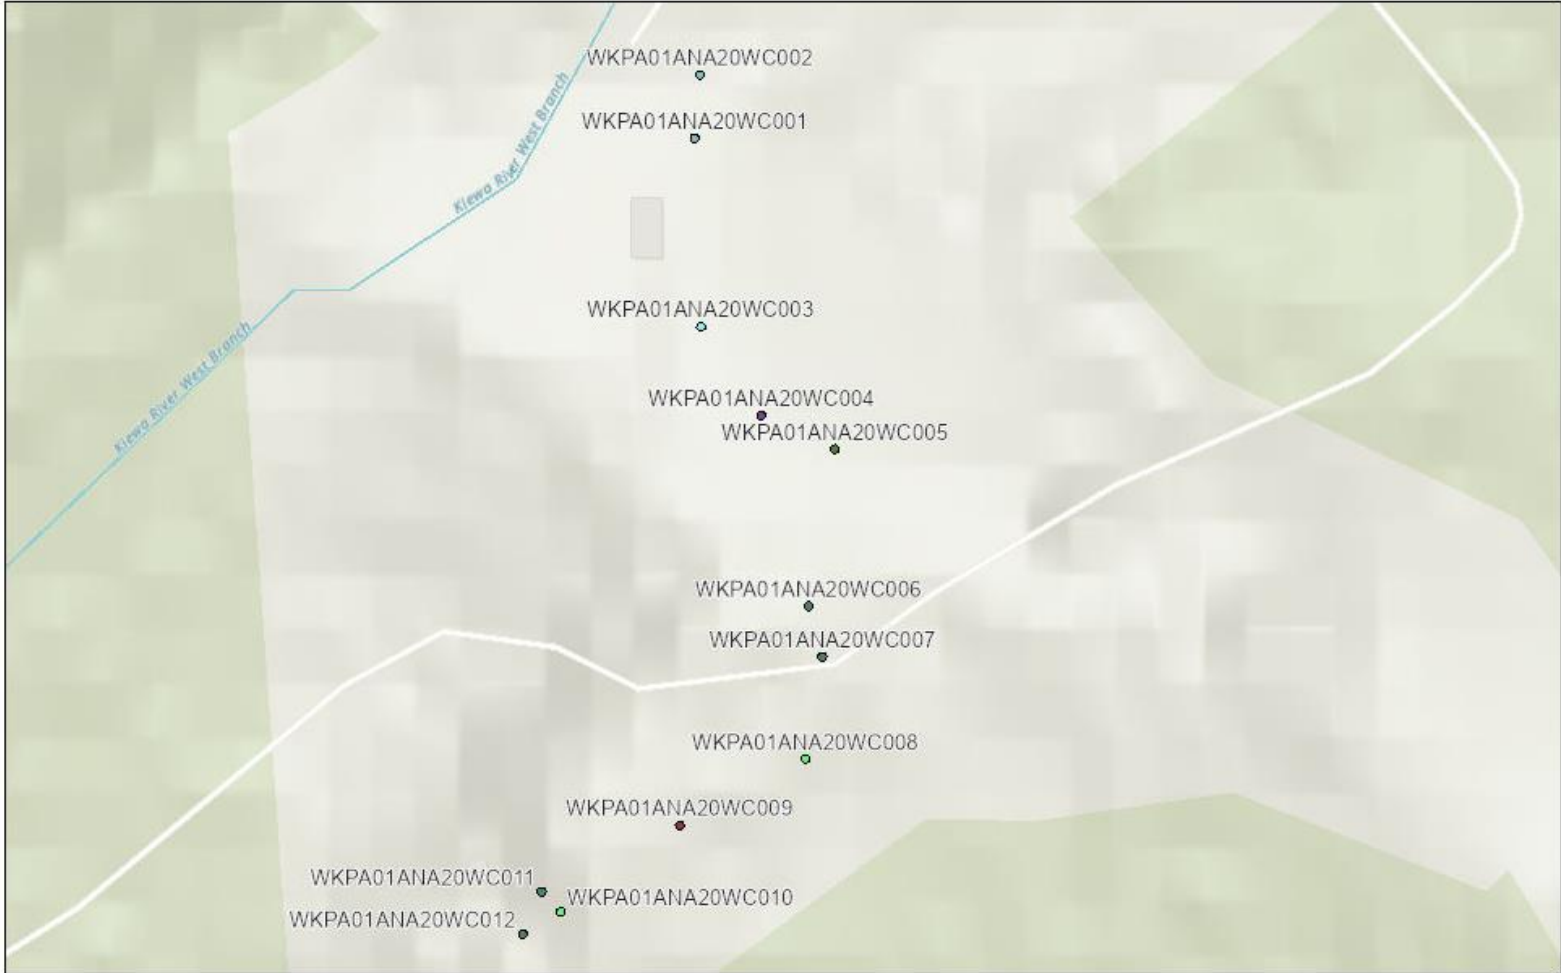 WKPA01ANA20WC002
WKPA01ANA20WC001
Kiewa River West Branch
WKPA01ANA20WC003
Kiewa River West Branch
WKPA01ANA20WC004
WKPA01ANA20WC005
WKPA01ANA20WC006
WKPA01ANA20WC007
WKPA01ANA20WC008
WKPA01ANA20WC009
WKPA01ANA20WC011
WKPA01ANA20WC010
WKPA01ANA20WC012